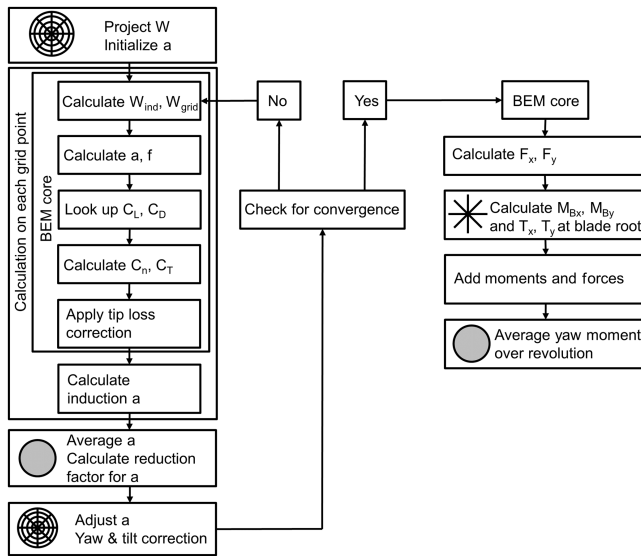 Project W
Initialize a
Calculation on each grid point
BEM core
Calculate W_ind, W_grid
Calculate a, f
Look up C_L, C_D
Calculate C_n, C_T
Apply tip loss
correction
Calculate
induction a
Average a
Calculate reduction
factor for a
Adjust a
Yaw & tilt correction
No
Yes
Check for convergence
BEM core
Calculate F_x, F_y
Calculate M_Bx, M_By
and T_x, T_y at blade root
Add moments and forces
Average yaw moment
over revolution